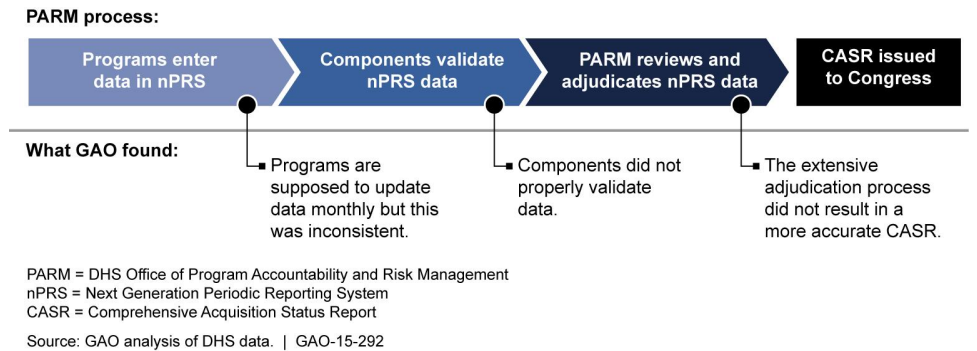 PARM process:
Programs enter
data in nPRS
Components validate
nPRS data
PARM reviews and
adjudicates nPRS data
CASR issued
to Congress
What GAO found:
Programs are
supposed to update
data monthly but this
was inconsistent.
Components did not
properly validate
data.
The extensive
adjudication process
did not result in a
more accurate CASR.
PARM = DHS Office of Program Accountability and Risk Management
nPRS = Next Generation Periodic Reporting System
CASR = Comprehensive Acquisition Status Report
Source: GAO analysis of DHS data. | GAO-15-292